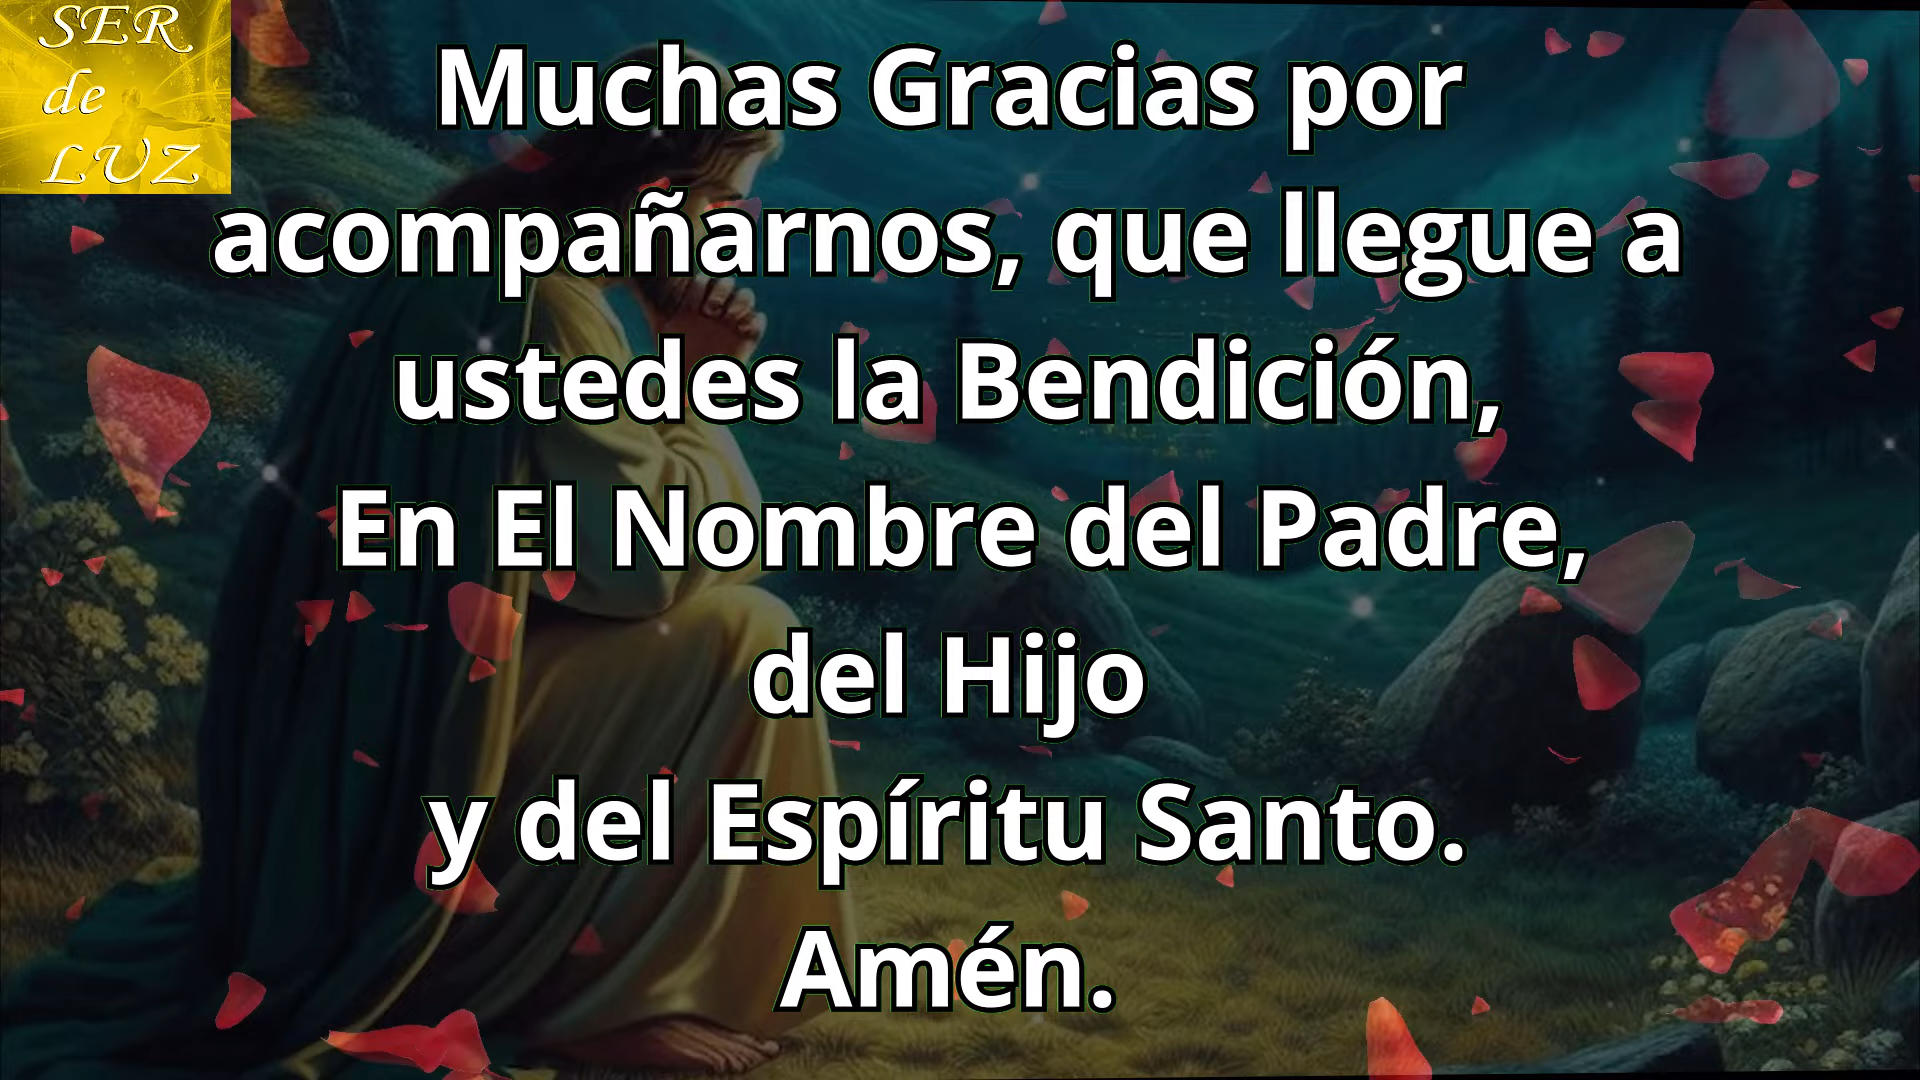 SER
de
LUZ
Muchas Gracias por
acompañarnos, que llegue a
ustedes la Bendición,
En El Nombre del Padre,
del Hijo
y del Espíritu Santo.
Amén.